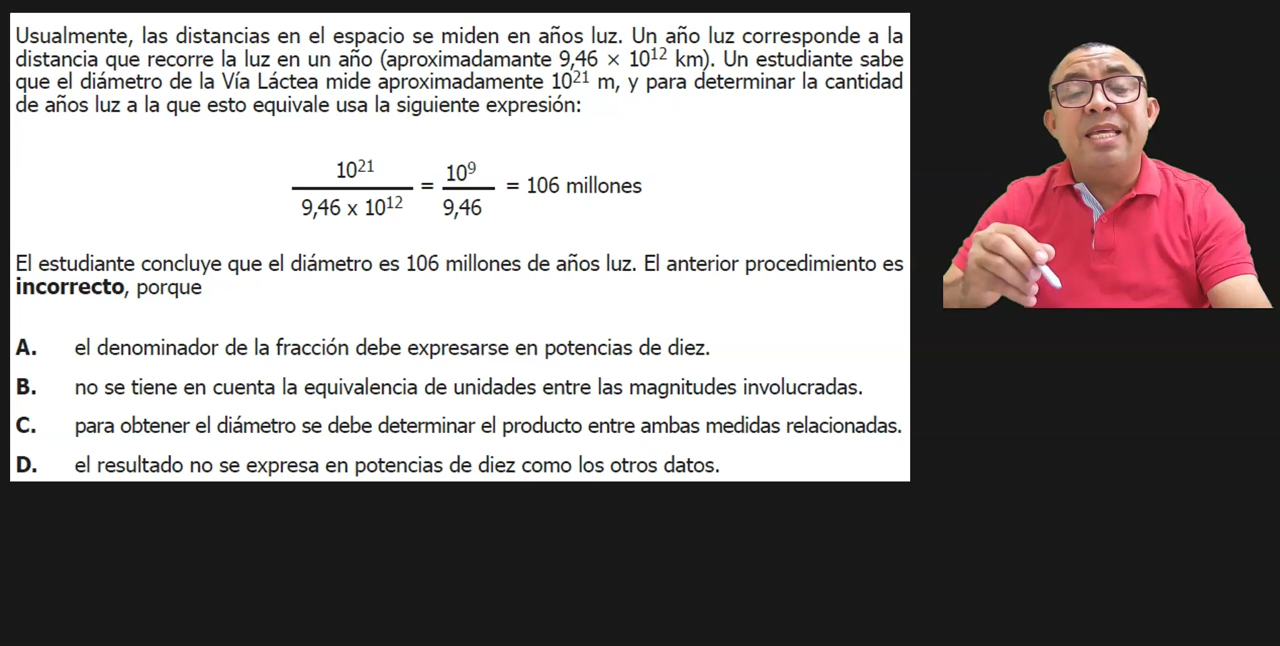 Usualmente, las distancias en el espacio se miden en años luz. Un año luz corresponde a la
distancia que recorre la luz en un año (aproximadamante 9,46 × 10¹² km). Un estudiante sabe
que el diámetro de la Vía Láctea mide aproximadamente 10²¹ m, y para determinar la cantidad
de años luz a la que esto equivale usa la siguiente expresión:
10²¹ / 9,46 x 10¹² = 10⁹ / 9,46 = 106 millones
El estudiante concluye que el diámetro es 106 millones de años luz. El anterior procedimiento es
incorrecto, porque
A. el denominador de la fracción debe expresarse en potencias de diez.
B. no se tiene en cuenta la equivalencia de unidades entre las magnitudes involucradas.
C. para obtener el diámetro se debe determinar el producto entre ambas medidas relacionadas.
D. el resultado no se expresa en potencias de diez como los otros datos.